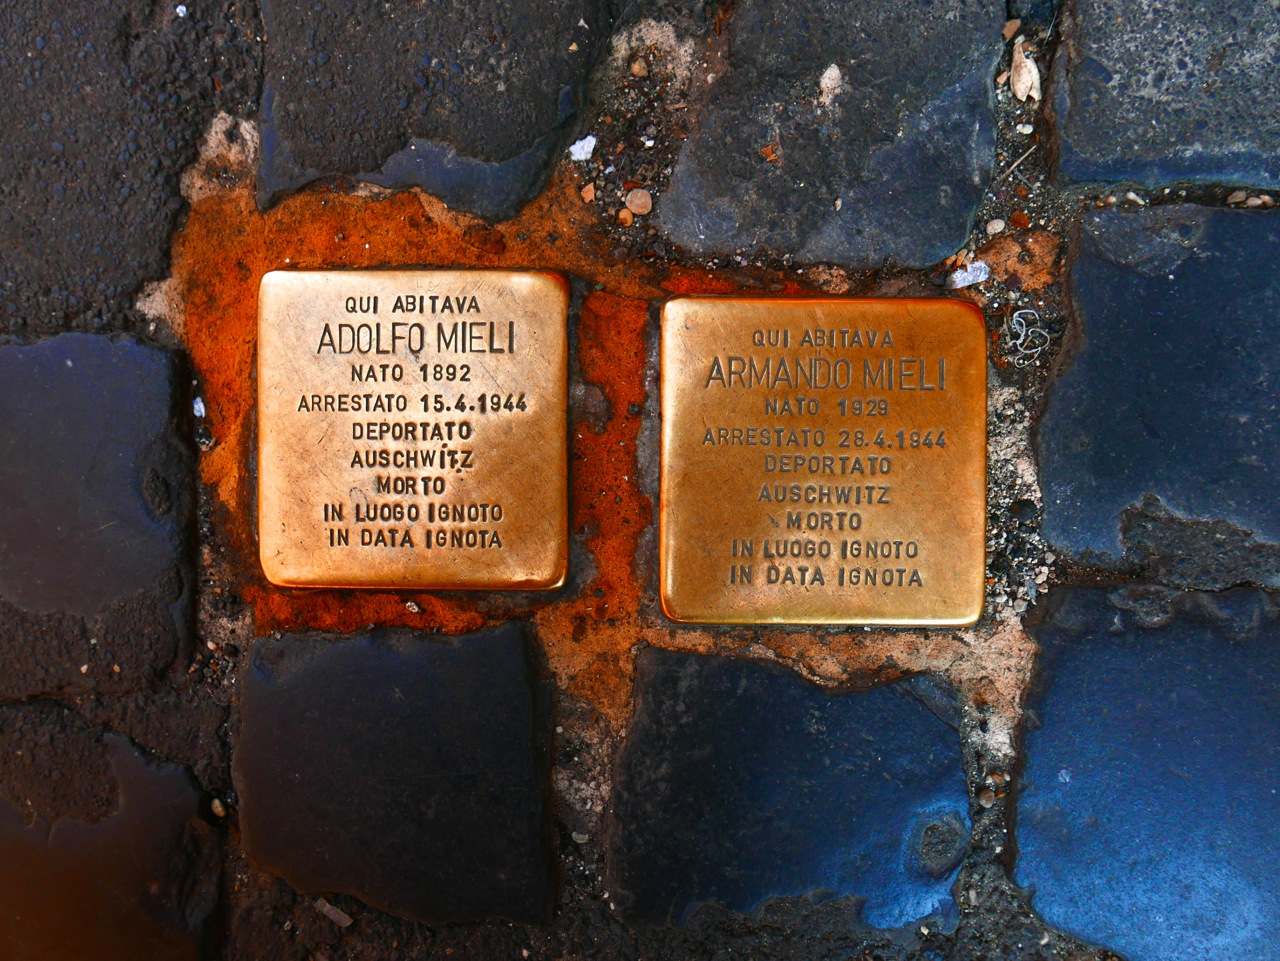 QUI ABITAVA
ADOLFO MIELI
NATO 1892
ARRESTATO 15.4.1944
DEPORTATO
AUSCHWITZ
MORTO
IN LUOGO IGNOTO
IN DATA IGNOTA
QUI ABITAVA
ARMANDO MIELI
NATO 1929
ARRESTATO 28.4.1944
DEPORTATO
AUSCHWITZ
MORTO
IN LUOGO IGNOTO
IN DATA IGNOTA